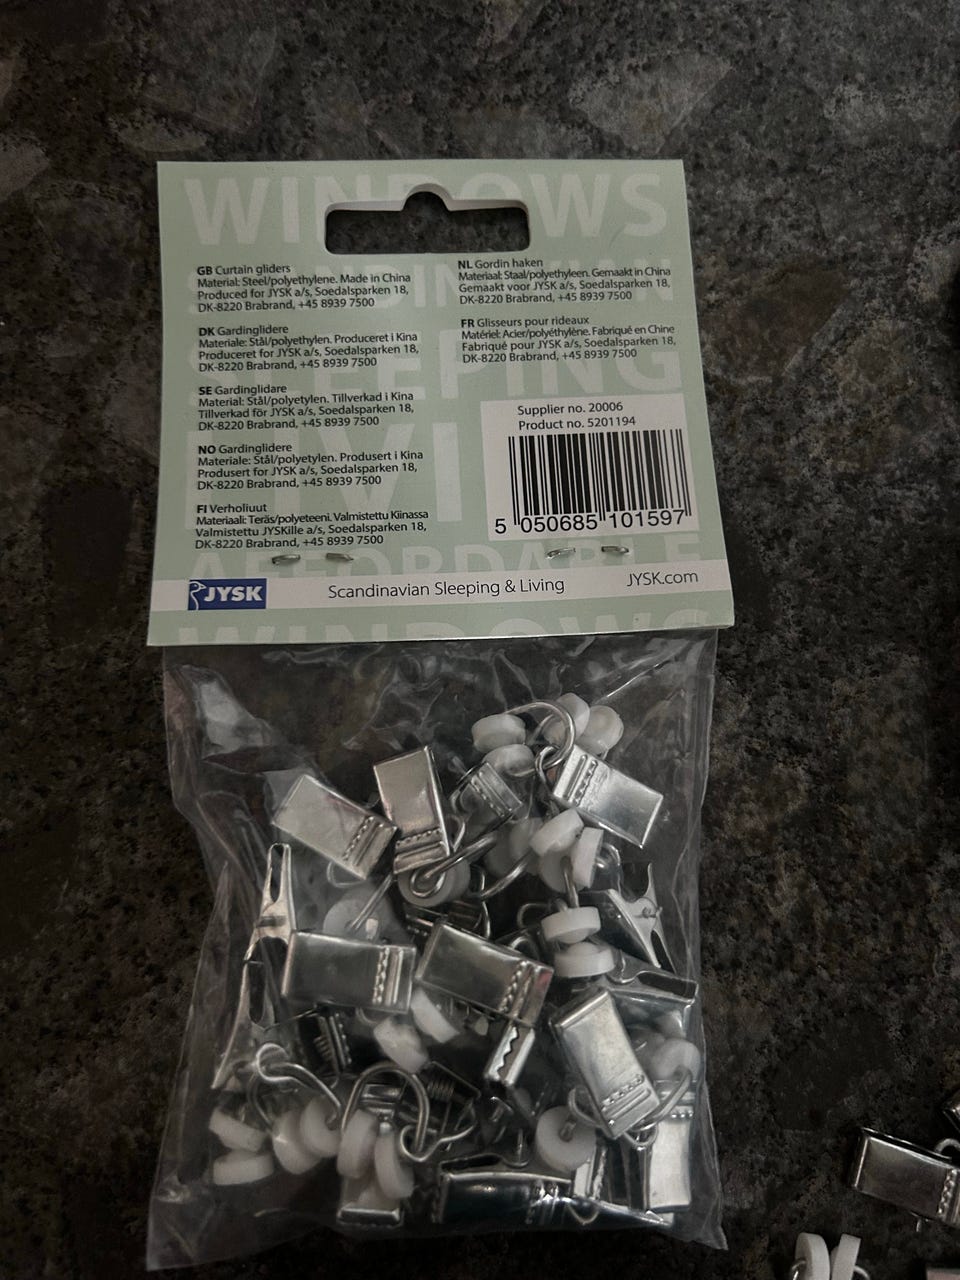 WINDOWS
SCANDINAVIAN
SLEEPING
LIVING
AFFORDABLE
WINDOWS
GB Curtain gliders
Material: Steel/polyethylene. Made in China
Produced for JYSK a/s, Soedalsparken 18,
DK-8220 Brabrand, +45 8939 7500
DK Gardinglidere
Materiale: Stål/polyethylen. Produceret i Kina
Produceret for JYSK a/s, Soedalsparken 18,
DK-8220 Brabrand, +45 8939 7500
SE Gardinglidare
Material: Stål/polyetylen. Tillverkad i Kina
Tillverkad för JYSK a/s, Soedalsparken 18,
DK-8220 Brabrand, +45 8939 7500
NO Gardinglidere
Materiale: Stål/polyetylen. Produsert i Kina
Produsert for JYSK a/s, Soedalsparken 18,
DK-8220 Brabrand, +45 8939 7500
FI Verholiuut
Materiaali: Teräs/polyeteeni. Valmistettu Kiinassa
Valmistettu JYSKille a/s, Soedalsparken 18,
DK-8220 Brabrand, +45 8939 7500
NL Gordin haken
Materiaal: Staal/polyethyleen. Gemaakt in China
Gemaakt voor JYSK a/s, Soedalsparken 18,
DK-8220 Brabrand, +45 8939 7500
FR Glisseurs pour rideaux
Matériel: Acier/polyéthylène. Fabriqué en Chine
Fabriqué pour JYSK a/s, Soedalsparken 18,
DK-8220 Brabrand, +45 8939 7500
Supplier no. 20006
Product no. 5201194
5 050685 101597
JYSK
Scandinavian Sleeping & Living
JYSK.com